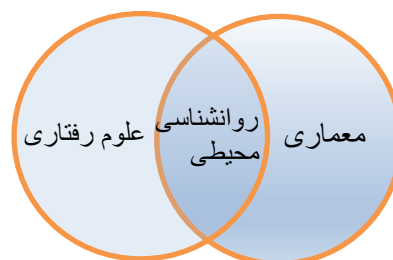 معماری
روانشناسی
محیطی
علوم رفتاری